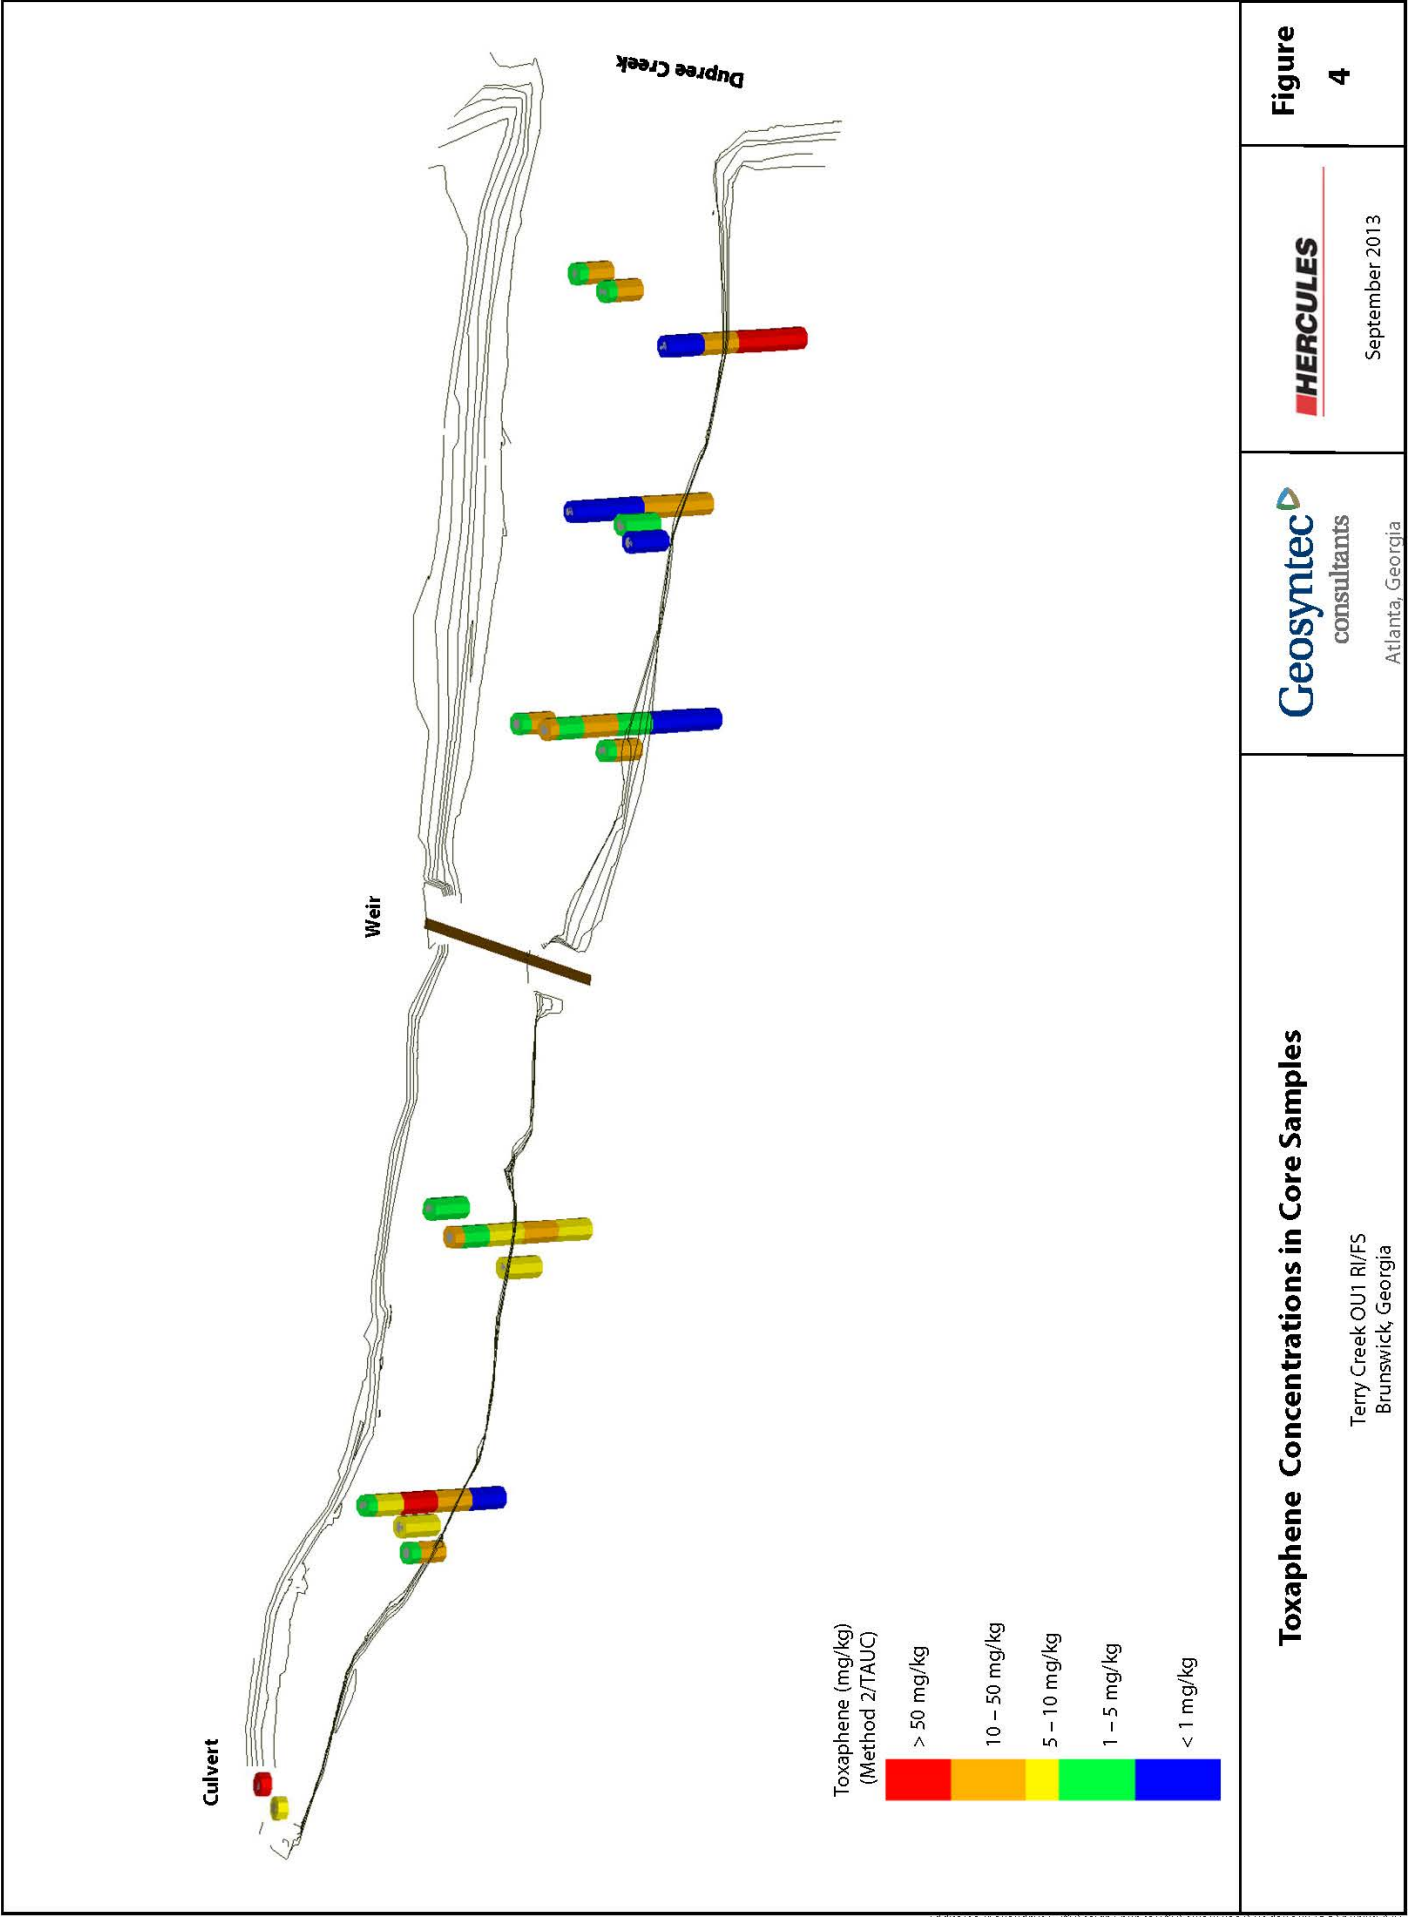 Culvert
Weir
Dupree Creek
Toxaphene (mg/kg)
(Method 2/TAUC)
> 50 mg/kg
10 – 50 mg/kg
5 – 10 mg/kg
1 – 5 mg/kg
< 1 mg/kg
Toxaphene Concentrations in Core Samples
Terry Creek OU1 RI/FS
Brunswick, Georgia
Geosyntec
consultants
Atlanta, Georgia
HERCULES
September 2013
Figure
4